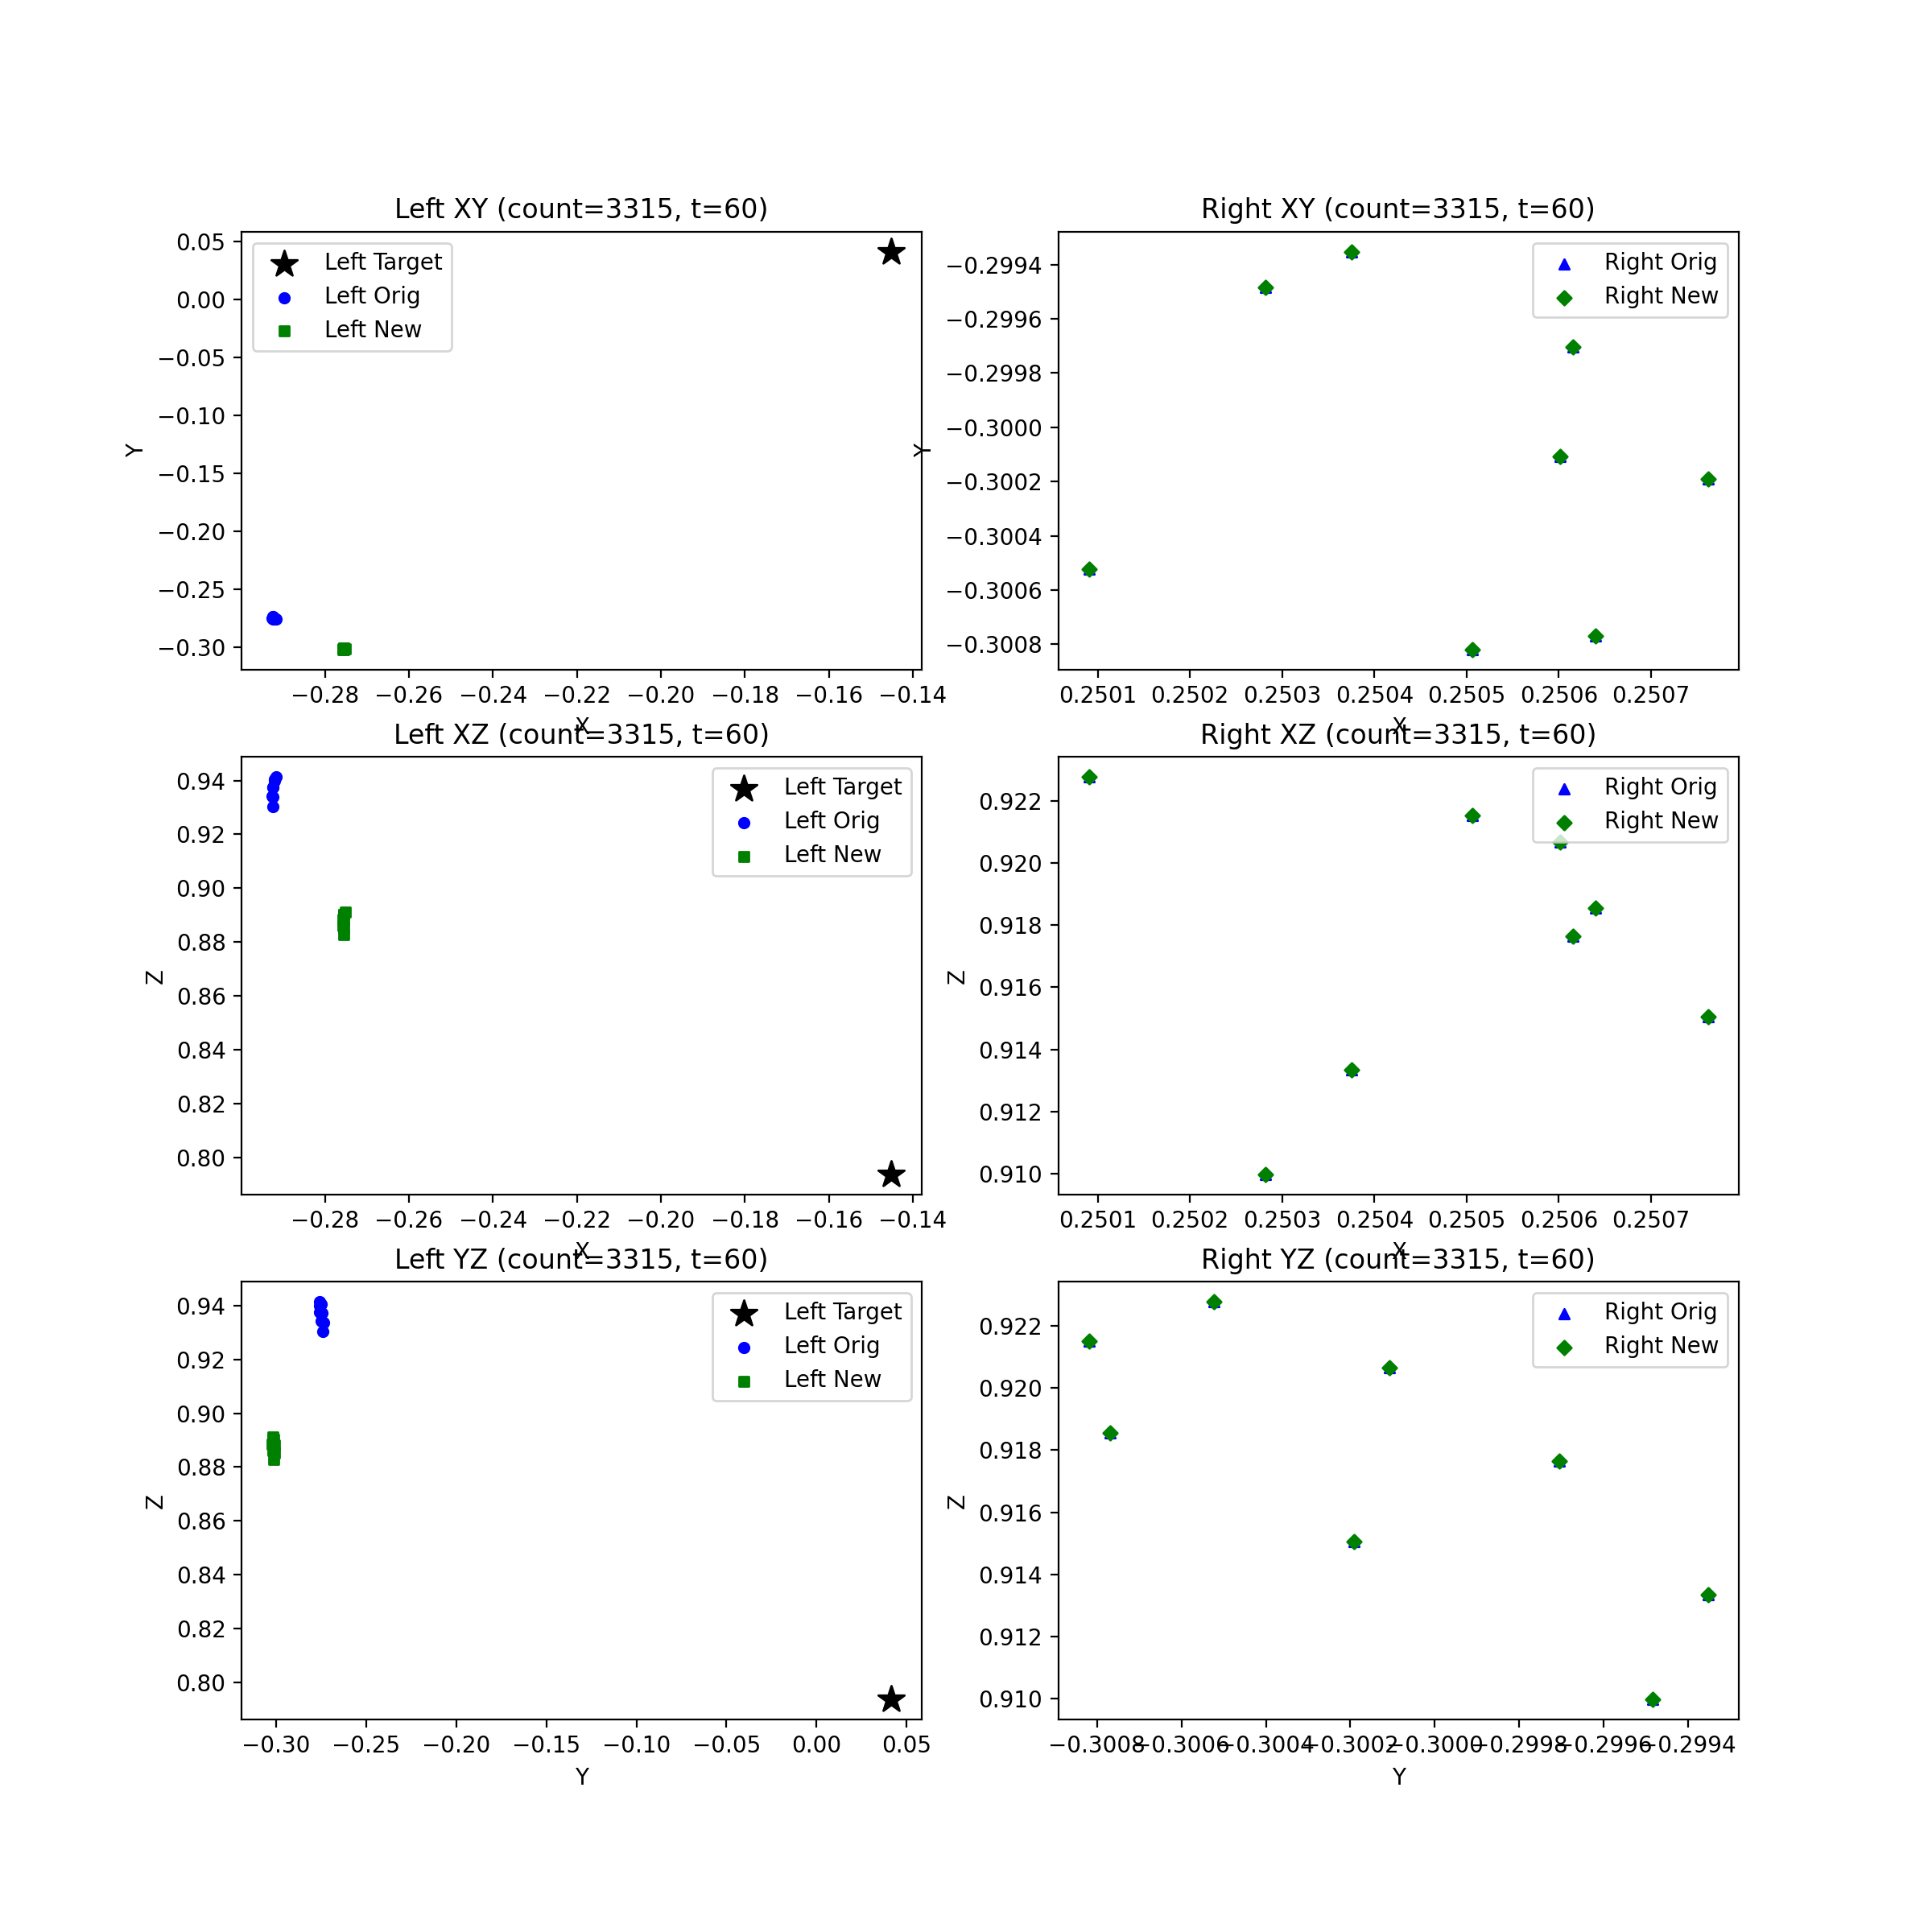 Left XY (count=3315, t=60)
0.05
0.00
−0.05
−0.10
−0.15
−0.20
−0.25
−0.30
Y
Left Target
Left Orig
Left New
−0.28 −0.26 −0.24 −0.22 −0.20 −0.18 −0.16 −0.14
X
Right XY (count=3315, t=60)
−0.2994
−0.2996
−0.2998
−0.3000
−0.3002
−0.3004
−0.3006
−0.3008
Y
Right Orig
Right New
0.2501 0.2502 0.2503 0.2504 0.2505 0.2506 0.2507
X
Left XZ (count=3315, t=60)
0.94
0.92
0.90
0.88
0.86
0.84
0.82
0.80
Z
Left Target
Left Orig
Left New
−0.28 −0.26 −0.24 −0.22 −0.20 −0.18 −0.16 −0.14
X
Right XZ (count=3315, t=60)
0.922
0.920
0.918
0.916
0.914
0.912
0.910
Z
Right Orig
Right New
0.2501 0.2502 0.2503 0.2504 0.2505 0.2506 0.2507
X
Left YZ (count=3315, t=60)
0.94
0.92
0.90
0.88
0.86
0.84
0.82
0.80
Z
Left Target
Left Orig
Left New
−0.30 −0.25 −0.20 −0.15 −0.10 −0.05 0.00 0.05
Y
Right YZ (count=3315, t=60)
0.922
0.920
0.918
0.916
0.914
0.912
0.910
Z
Right Orig
Right New
−0.3008 −0.3006 −0.3004 −0.3002 −0.3000 −0.2998 −0.2996 −0.2994
Y